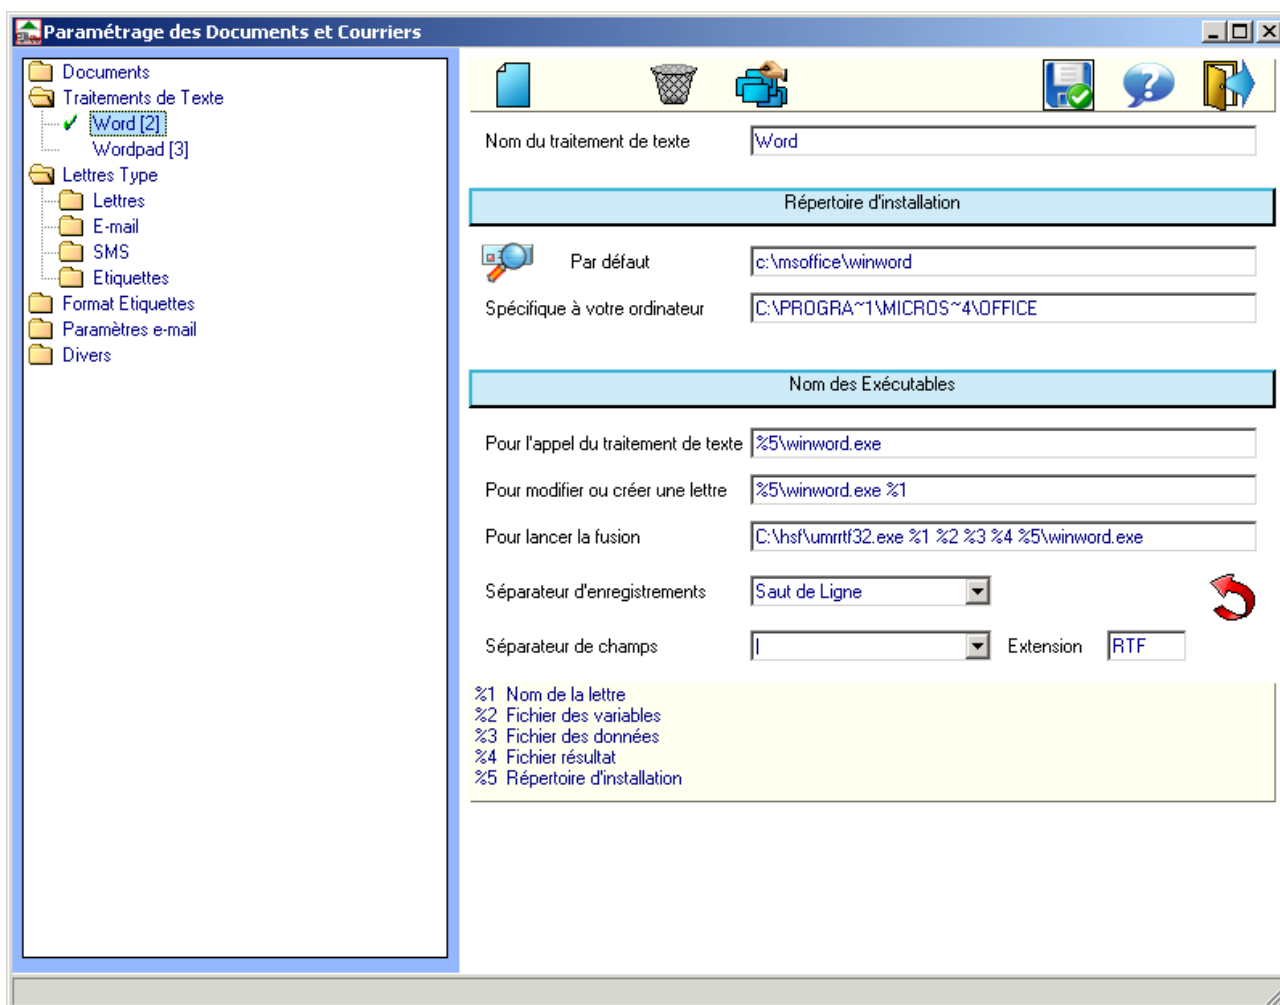 Paramétrage des Documents et Courriers
Documents
Traitements de Texte
Word [2]
Wordpad [3]
Lettres Type
Lettres
E-mail
SMS
Etiquettes
Format Etiquettes
Paramètres e-mail
Divers
Nom du traitement de texte Word
Répertoire d'installation
Par défaut c:\msoffice\winword
Spécifique à votre ordinateur C:\PROGRA~1\MICROS~4\OFFICE
Nom des Exécutables
Pour l'appel du traitement de texte %5\winword.exe
Pour modifier ou créer une lettre %5\winword.exe %1
Pour lancer la fusion C:\hsf\umrrtf32.exe %1 %2 %3 %4 %5\winword.exe
Séparateur d'enregistrements Saut de Ligne
Séparateur de champs | Extension RTF
%1 Nom de la lettre
%2 Fichier des variables
%3 Fichier des données
%4 Fichier résultat
%5 Répertoire d'installation